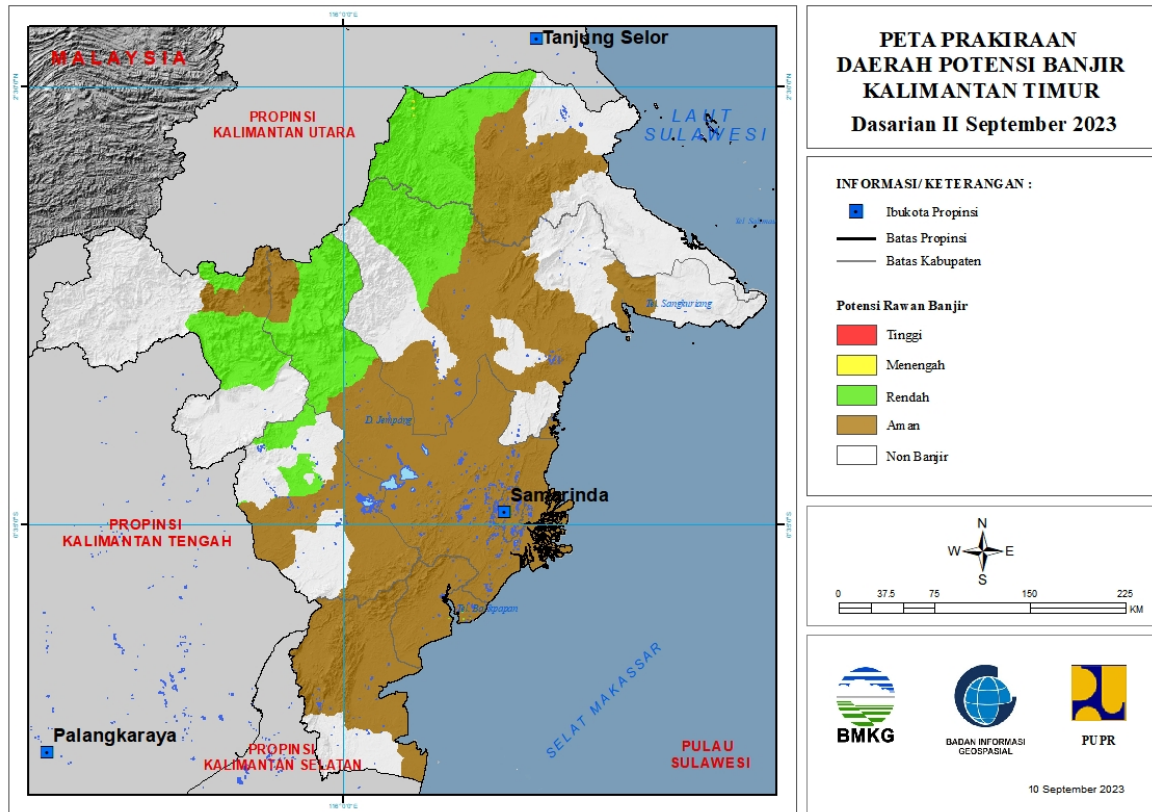 PETA PRAKIRAAN
DAERAH POTENSI BANJIR
KALIMANTAN TIMUR
Dasarian II September 2023
INFORMASI/ KETERANGAN :
Ibukota Propinsi
Batas Propinsi
Batas Kabupaten
Potensi Rawan Banjir
Tinggi
Menengah
Rendah
Aman
Non Banjir
N
W E
S
0 37.5 75 150 225
KM
BMKG
BADAN INFORMASI
GEOSPASIAL
PUPR
10 September 2023
MALAYSIA
Tanjung Selor
PROPINSI
KALIMANTAN UTARA
LAUT
SULAWESI
Tel. Sangkuriang
D. Jempang
Samarinda
PROPINSI
KALIMANTAN TENGAH
SELAT MAKASSAR
Palangkaraya
PROPINSI
KALIMANTAN SELATAN
PULAU
SULAWESI